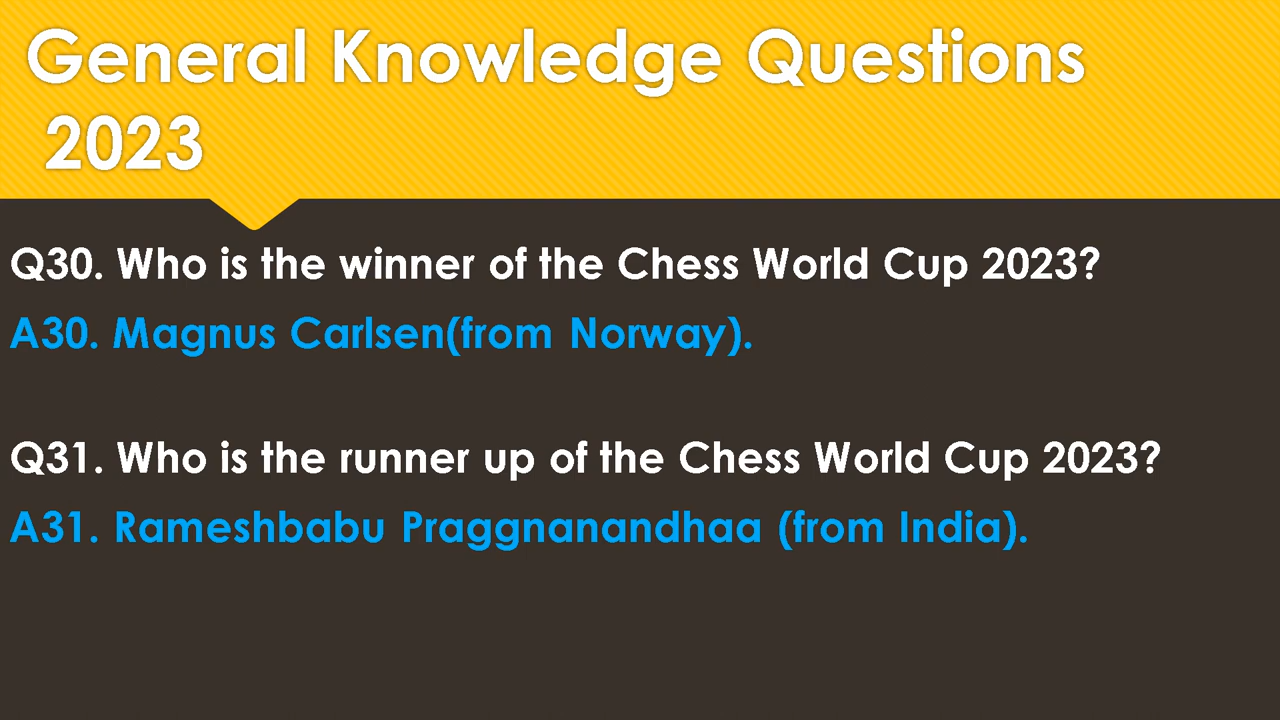 General Knowledge Questions
2023
Q30. Who is the winner of the Chess World Cup 2023?
A30. Magnus Carlsen(from Norway).
Q31. Who is the runner up of the Chess World Cup 2023?
A31. Rameshbabu Praggnanandhaa (from India).